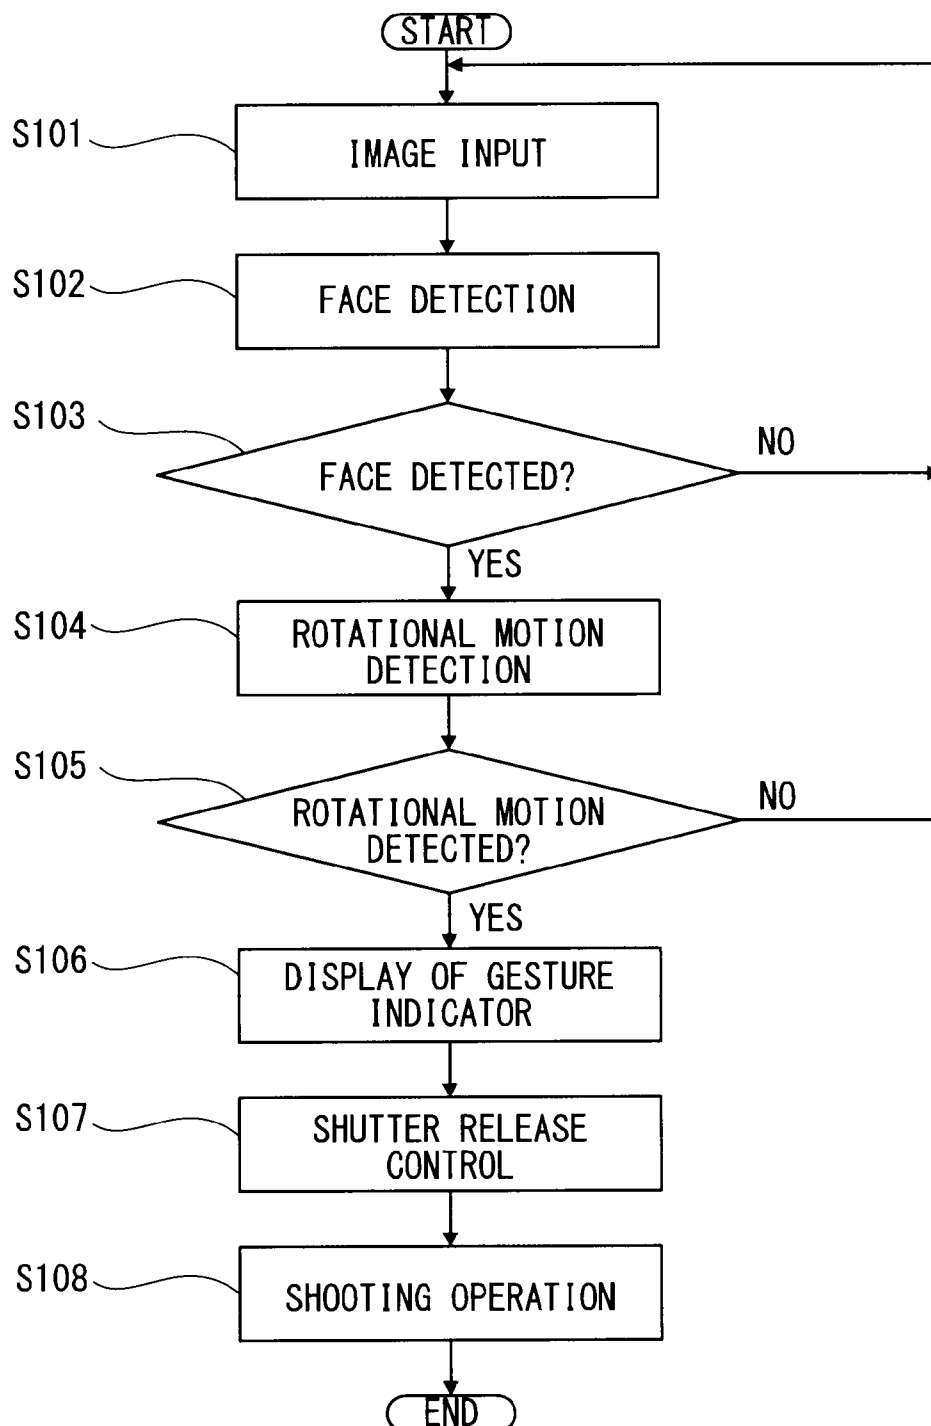 START
S101
IMAGE INPUT
S102
FACE DETECTION
S103
FACE DETECTED?
NO
YES
S104
ROTATIONAL MOTION
DETECTION
S105
ROTATIONAL MOTION
DETECTED?
NO
YES
S106
DISPLAY OF GESTURE
INDICATOR
S107
SHUTTER RELEASE
CONTROL
S108
SHOOTING OPERATION
END